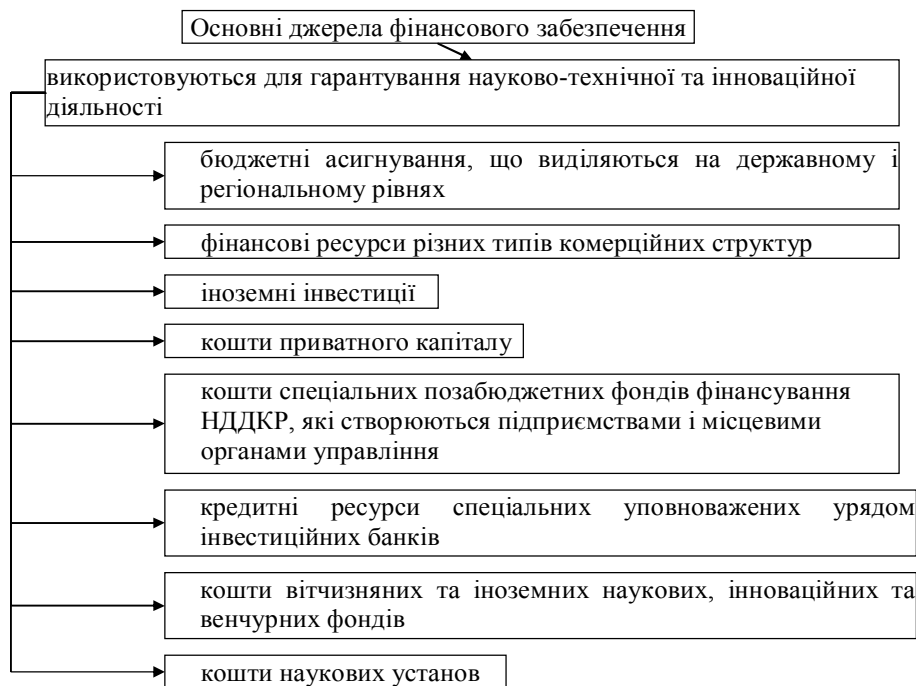 Основні джерела фінансового забезпечення
використовуються для гарантування науково-технічної та інноваційної
діяльності
бюджетні асигнування, що виділяються на державному і
регіональному рівнях
фінансові ресурси різних типів комерційних структур
іноземні інвестиції
кошти приватного капіталу
кошти спеціальних позабюджетних фондів фінансування
НДДКР, які створюються підприємствами і місцевими
органами управління
кредитні ресурси спеціальних уповноважених урядом
інвестиційних банків
кошти вітчизняних та іноземних наукових, інноваційних та
венчурних фондів
кошти наукових установ